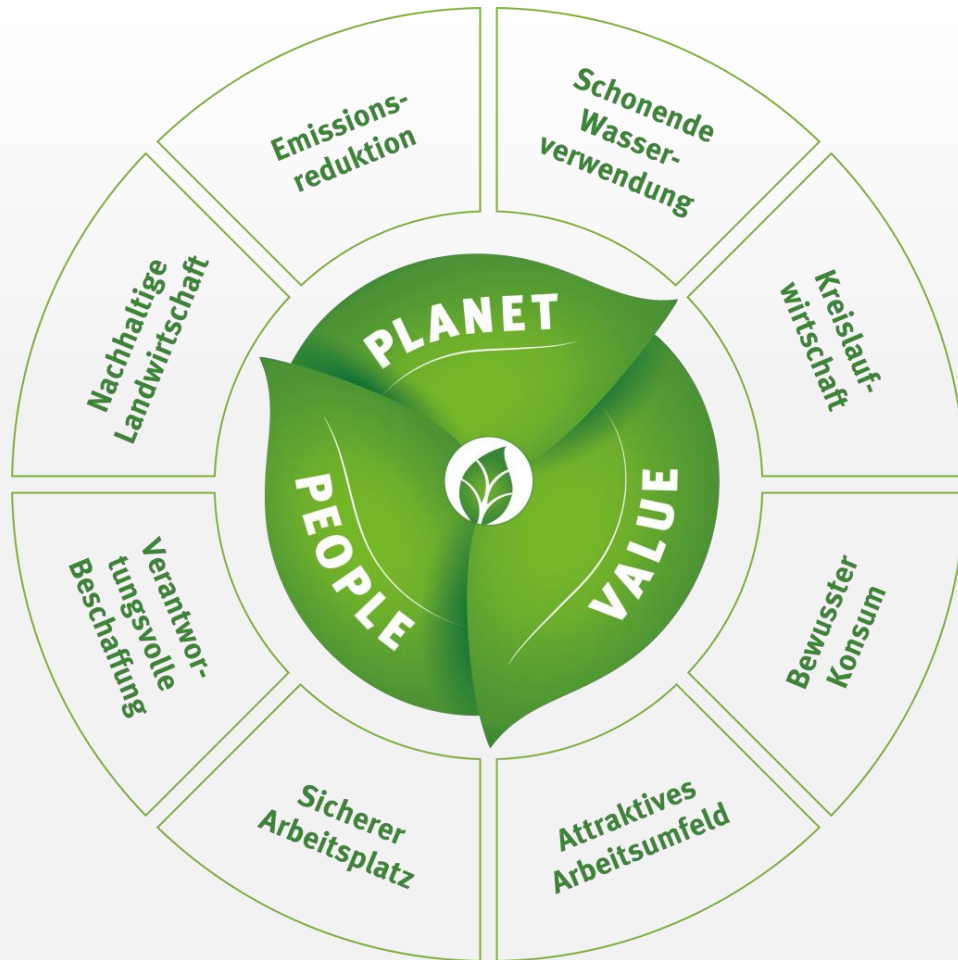 Emissions-
reduktion
Schonende
Wasser-
verwendung
Kreislauf-
wirtschaft
Bewusster
Konsum
Attraktives
Arbeitsumfeld
Sicherer
Arbeitsplatz
Verantwor-
tungsvolle
Beschaffung
Nachhaltige
Landwirtschaft
PLANET
VALUE
PEOPLE